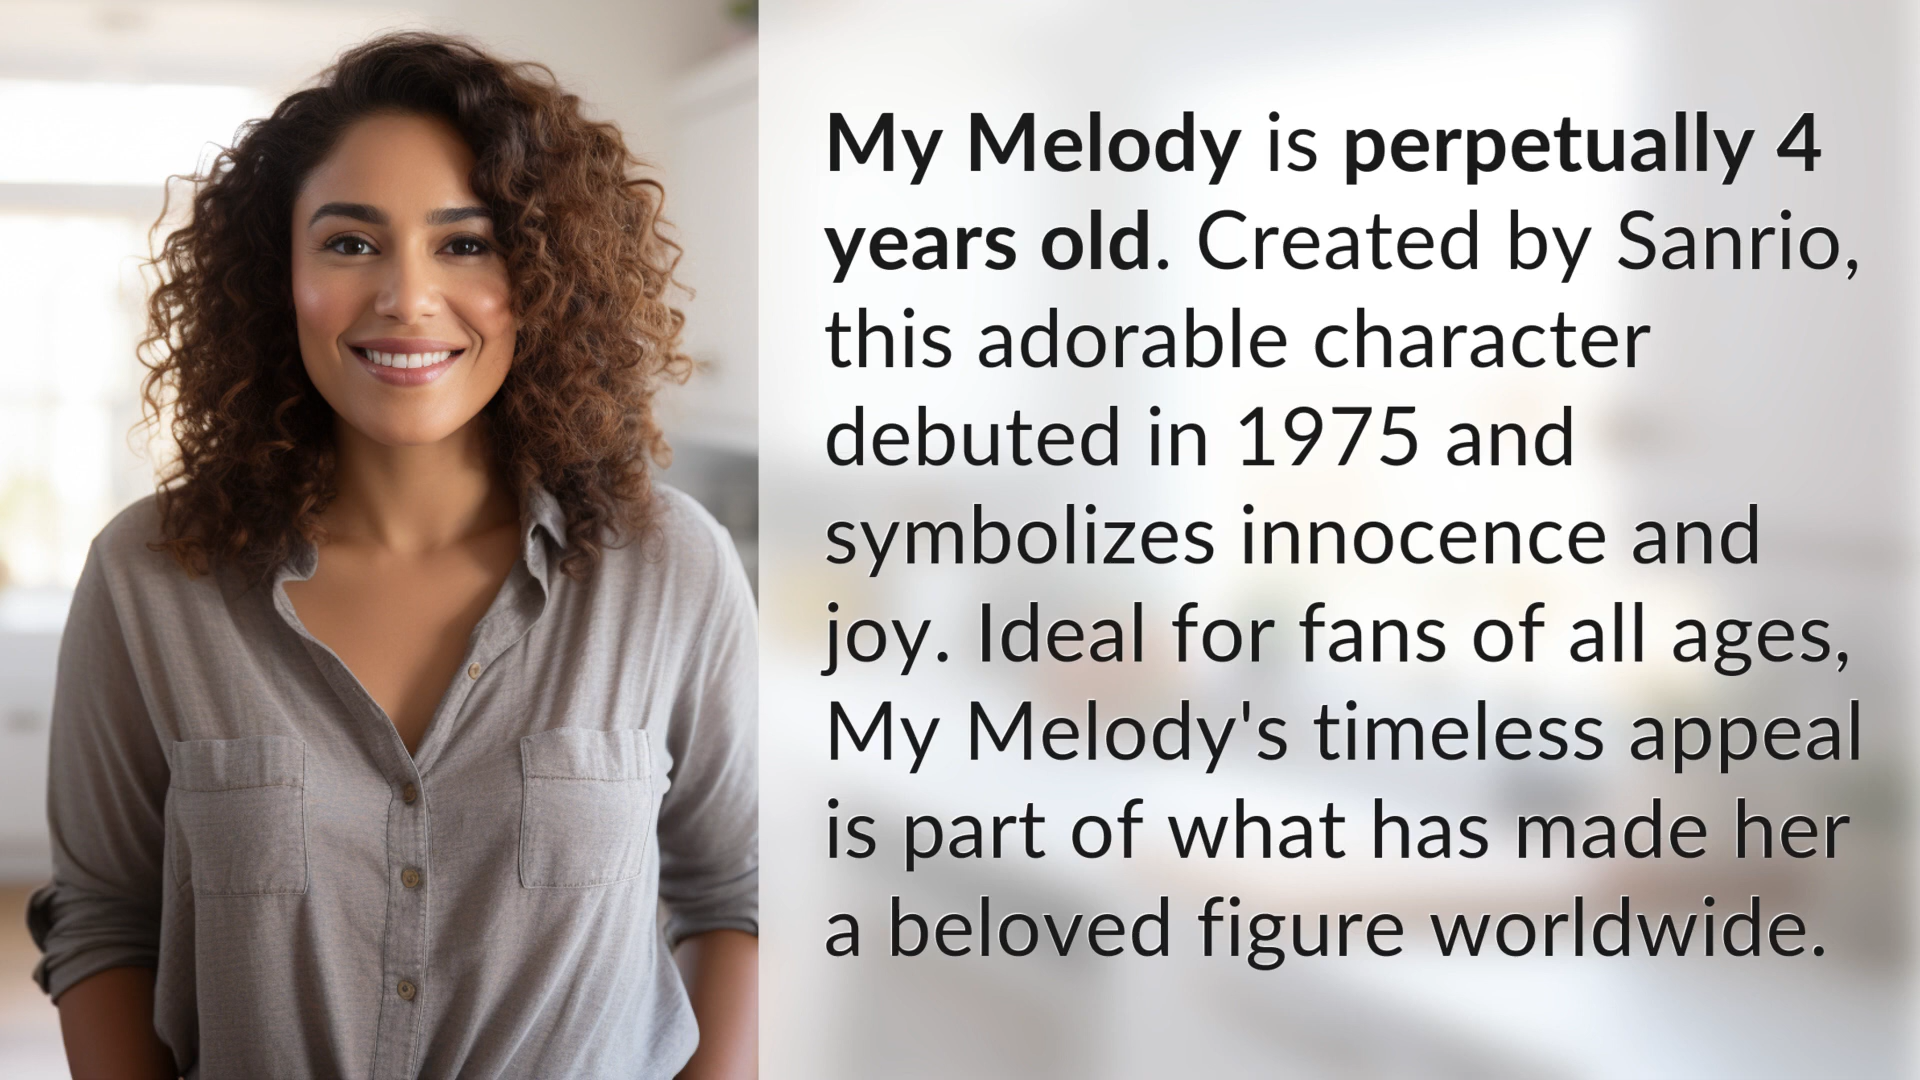 My Melody is perpetually 4
years old. Created by Sanrio,
this adorable character
debuted in 1975 and
symbolizes innocence and
joy. Ideal for fans of all ages,
My Melody's timeless appeal
is part of what has made her
a beloved figure worldwide.